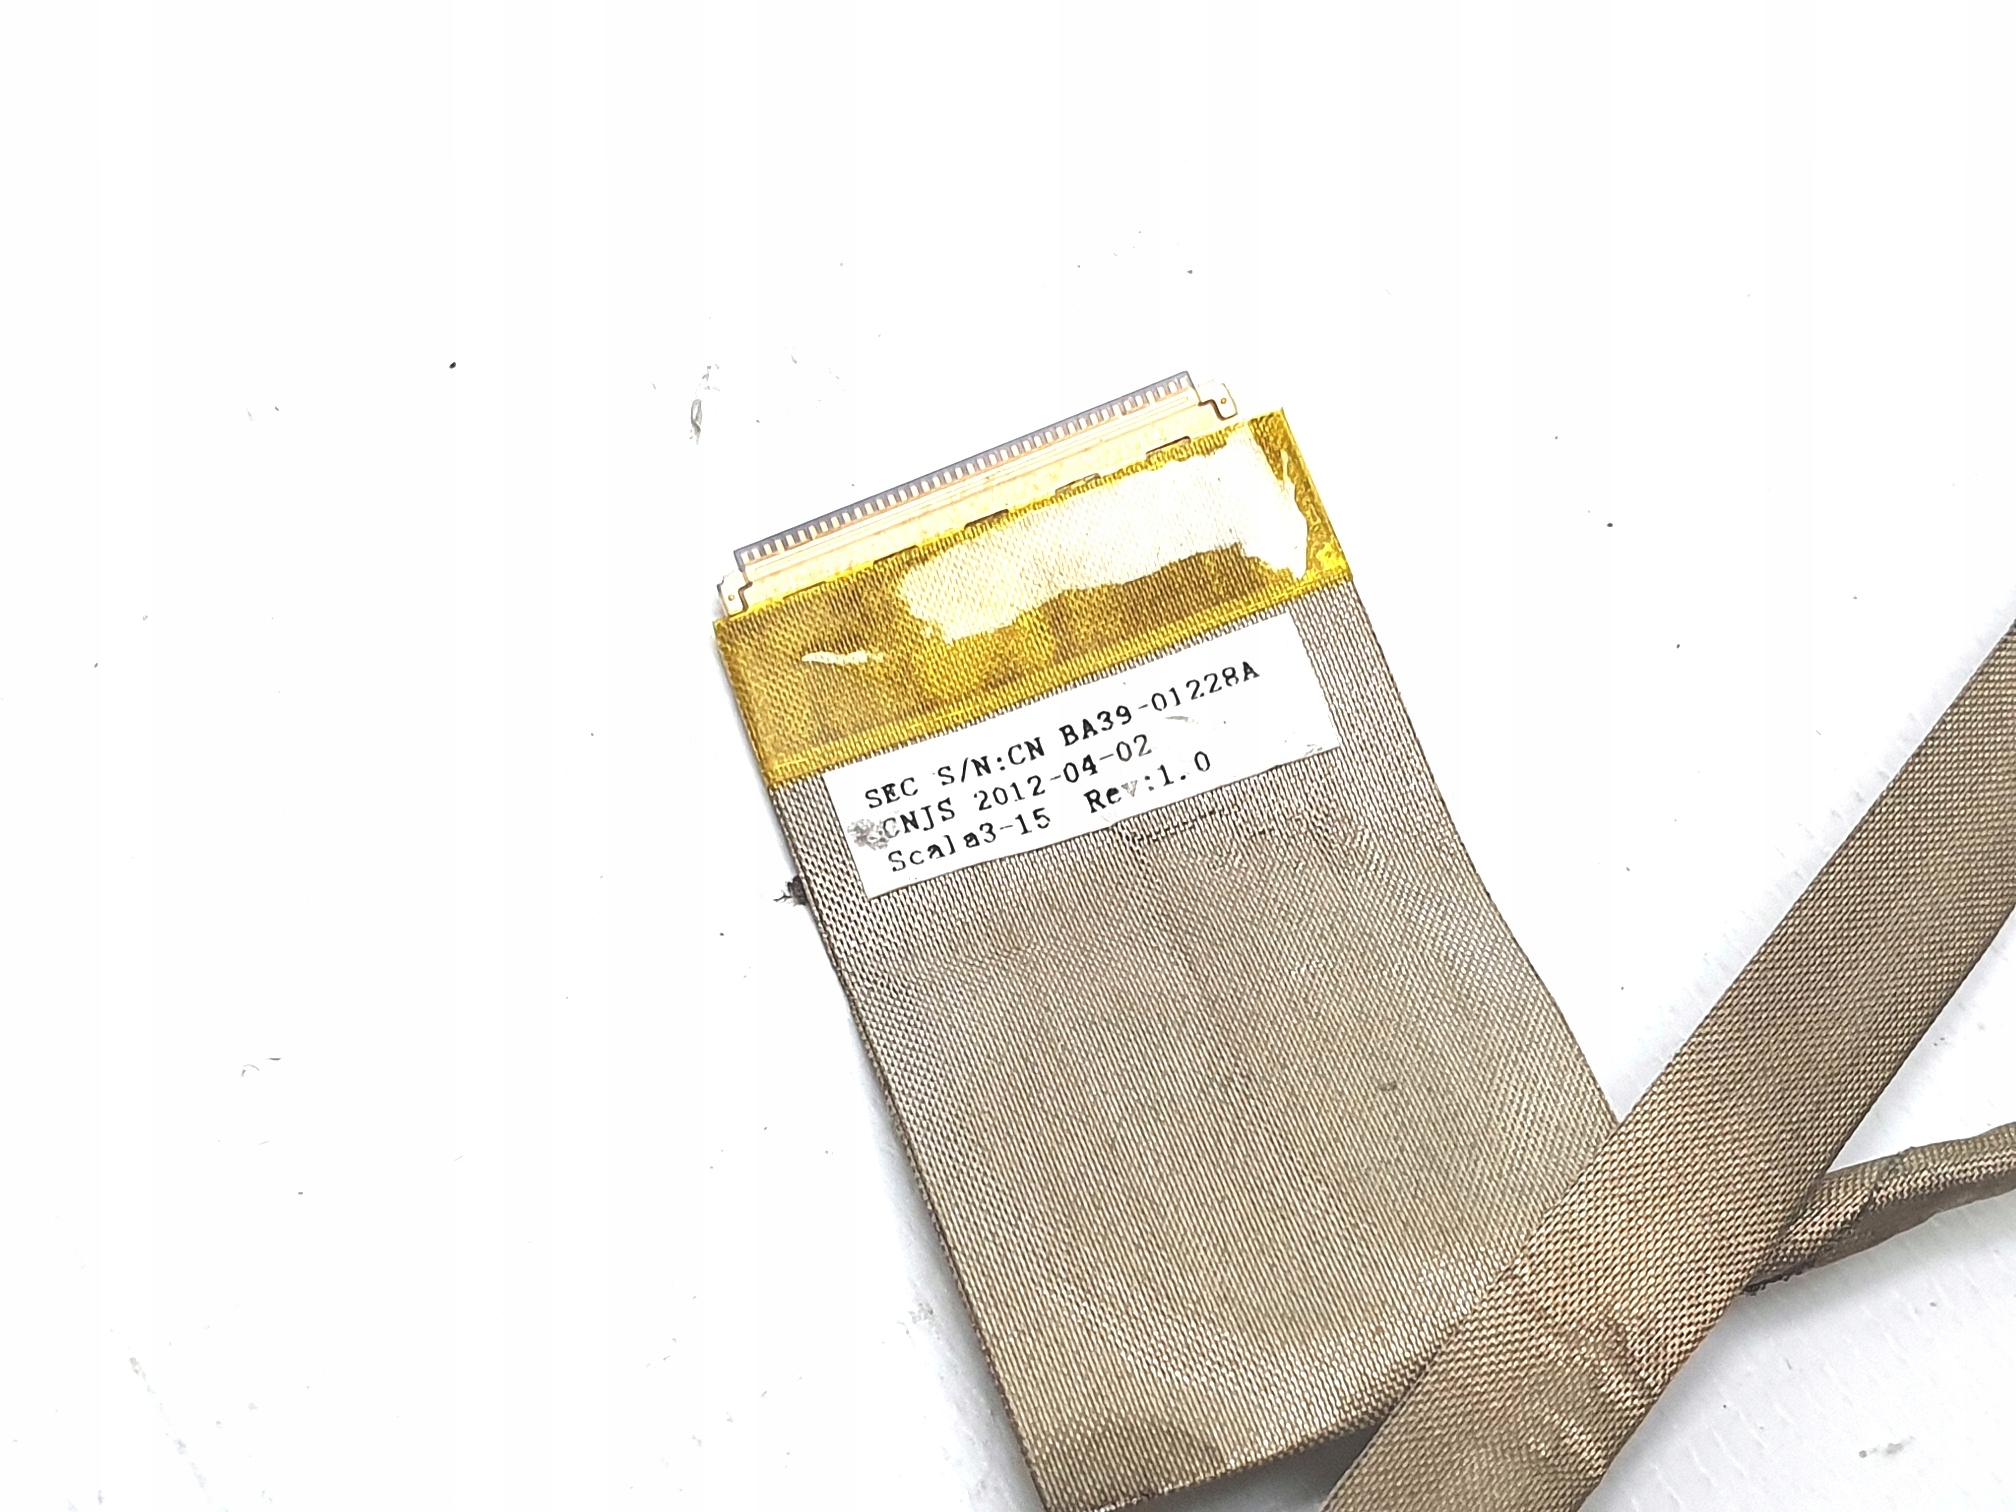 SEC S/N:CN BA39-01228A
CNJS 2012-04-02
Scala3-15 Rev:1.0